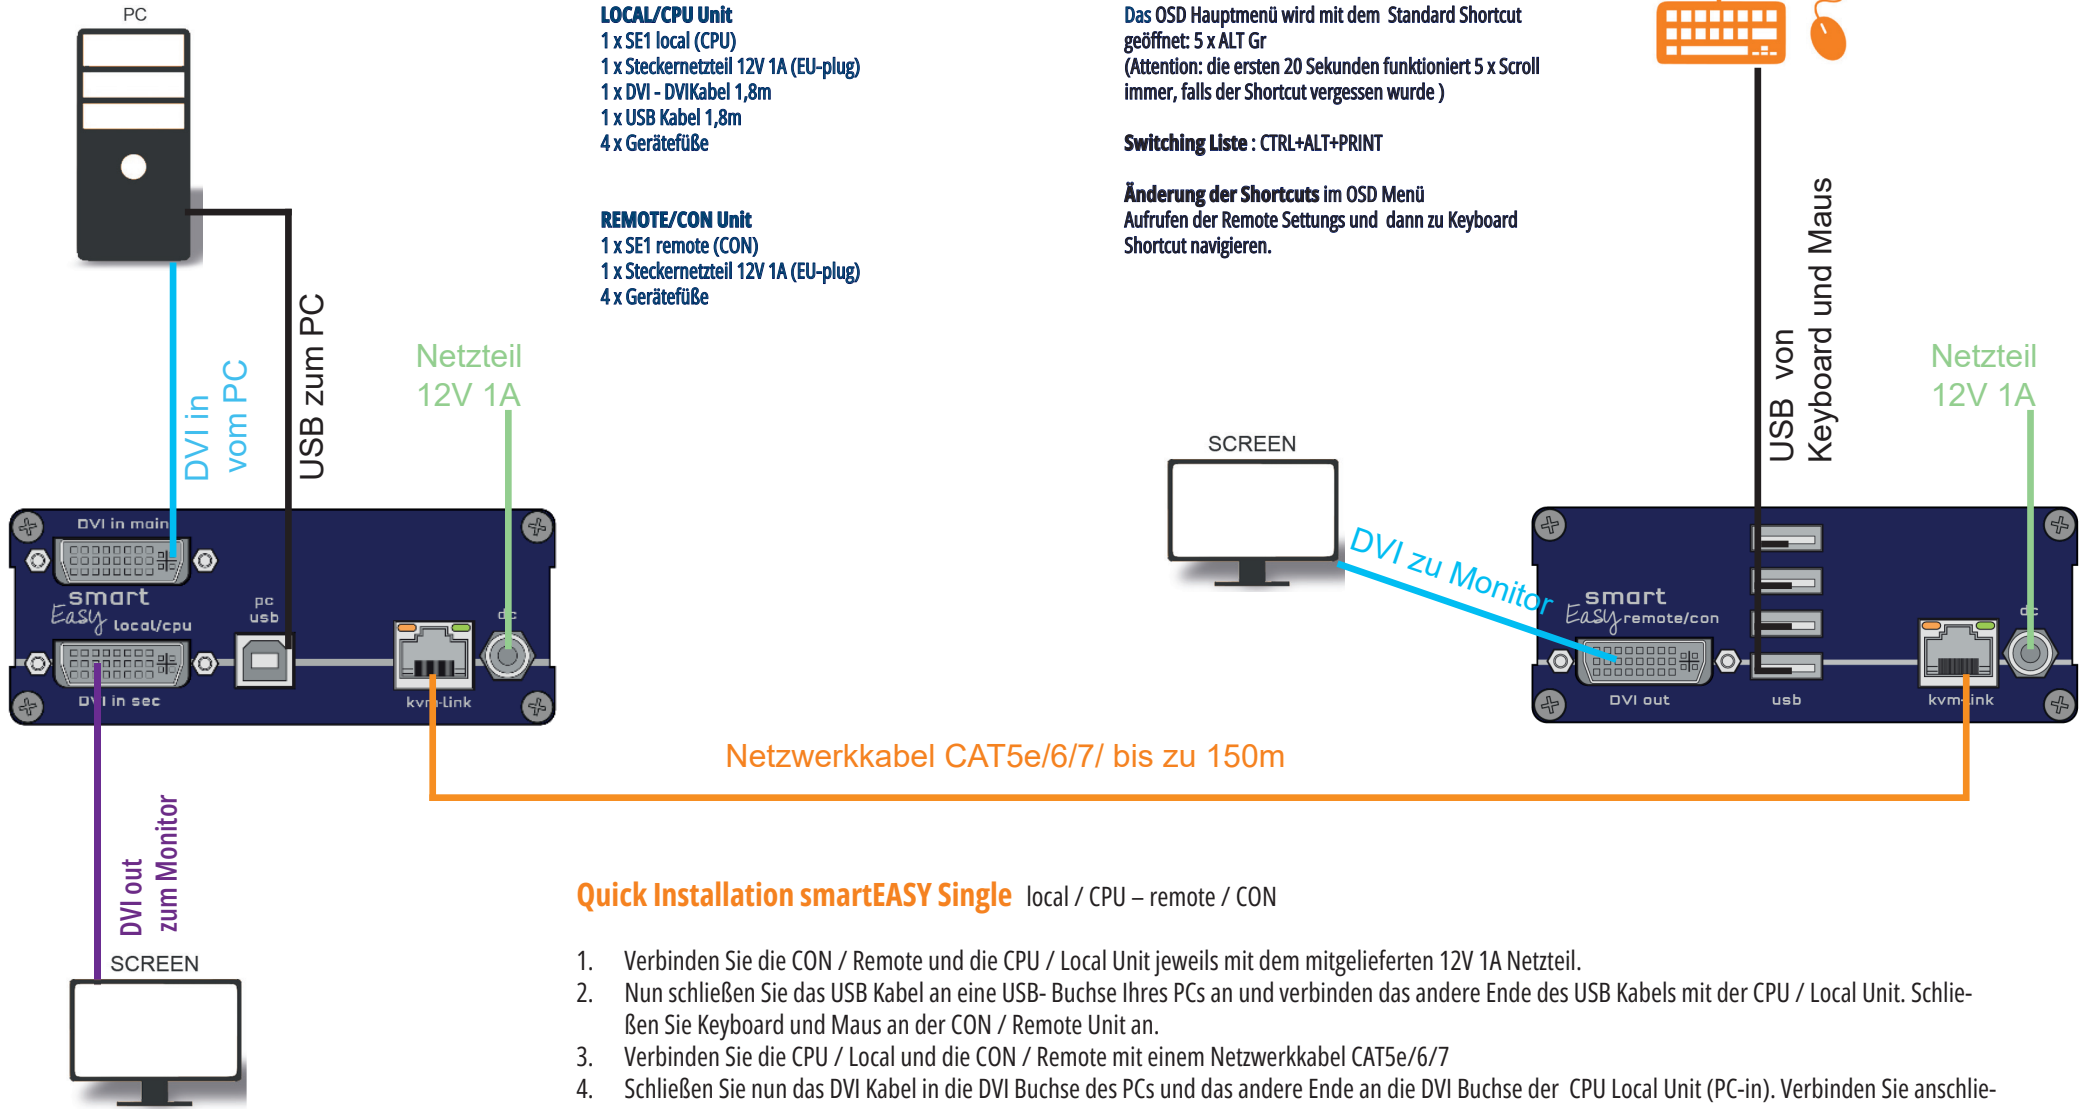 PC
LOCAL/CPU Unit
1 x SE1 local (CPU)
1 x Steckernetzteil 12V 1A (EU-plug)
1 x DVI - DVIKabel 1,8m
1 x USB Kabel 1,8m
4 x Gerätefüße
REMOTE/CON Unit
1 x SE1 remote (CON)
1 x Steckernetzteil 12V 1A (EU-plug)
4 x Gerätefüße
Das OSD Hauptmenü wird mit dem Standard Shortcut
geöffnet: 5 x ALT Gr
(Attention: die ersten 20 Sekunden funktioniert 5 x Scroll
immer, falls der Shortcut vergessen wurde )
Switching Liste : CTRL+ALT+PRINT
Änderung der Shortcuts im OSD Menü
Aufrufen der Remote Settungs und dann zu Keyboard
Shortcut navigieren.
DVI in
vom PC
USB zum PC
Netzteil
12V 1A
SCREEN
DVI zu Monitor
USB von
Keyboard und Maus
Netzteil
12V 1A
DVI in main
smart
Easy local/cpu
DVI in sec
pc
usb
kvm-link
dc
smart
Easy remote/con
DVI out
usb
kvm-link
dc
Netzwerkkabel CAT5e/6/7/ bis zu 150m
DVI out
zum Monitor
SCREEN
Quick Installation smartEASY Single local / CPU – remote / CON
1. Verbinden Sie die CON / Remote und die CPU / Local Unit jeweils mit dem mitgelieferten 12V 1A Netzteil.
2. Nun schließen Sie das USB Kabel an eine USB- Buchse Ihres PCs an und verbinden das andere Ende des USB Kabels mit der CPU / Local Unit. Schlie-
ßen Sie Keyboard und Maus an der CON / Remote Unit an.
3. Verbinden Sie die CPU / Local und die CON / Remote mit einem Netzwerkkabel CAT5e/6/7
4. Schließen Sie nun das DVI Kabel in die DVI Buchse des PCs und das andere Ende an die DVI Buchse der CPU Local Unit (PC-in). Verbinden Sie anschlie-